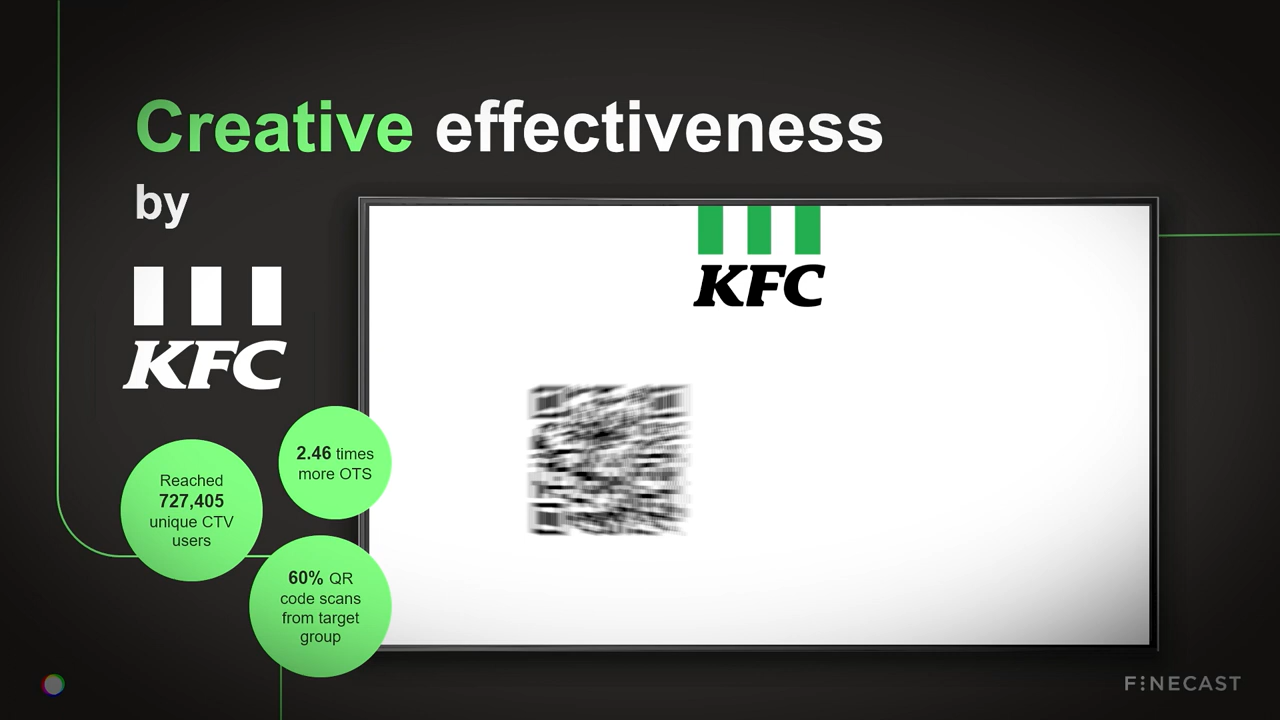 Creative effectiveness
by
KFC
KFC
2.46 times
more OTS
Reached
727,405
unique CTV
users
60% QR
code scans
from target
group
FINECAST